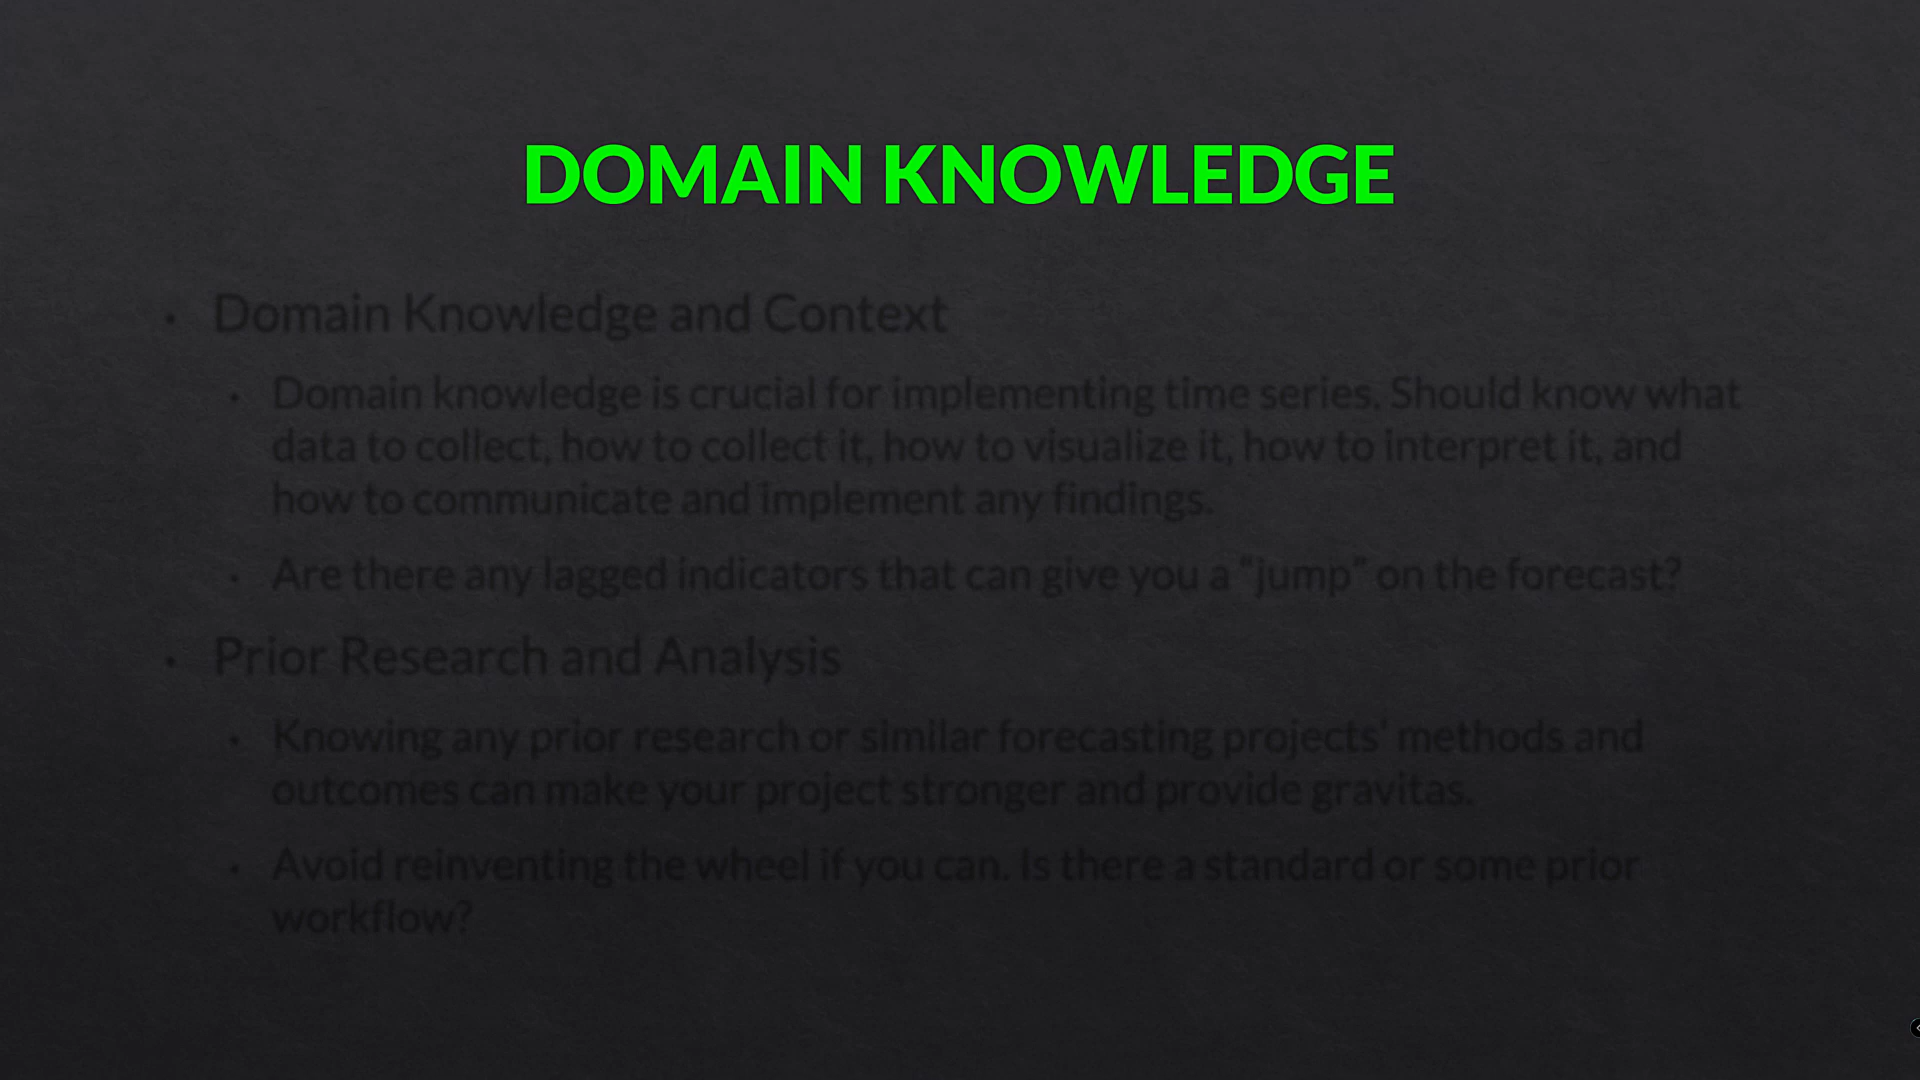 DOMAIN KNOWLEDGE
• Domain Knowledge and Context
• Domain knowledge is crucial for implementing time series. Should know what
data to collect, how to collect it, how to visualize it, how to interpret it, and
how to communicate and implement any findings.
• Are there any lagged indicators that can give you a "jump" on the forecast?
• Prior Research and Analysis
• Knowing any prior research or similar forecasting projects' methods and
outcomes can make your project stronger and provide gravitas.
• Avoid reinventing the wheel if you can. Is there a standard or some prior
workflow?